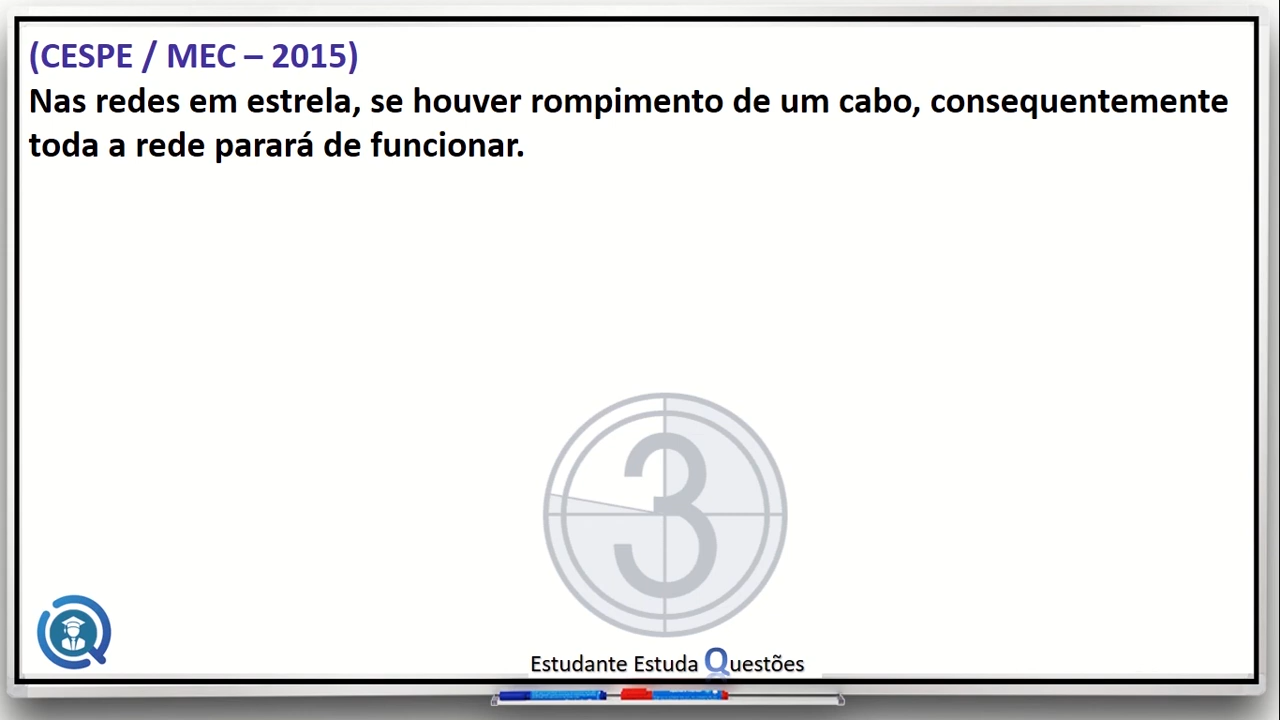 (CESPE / MEC – 2015)
Nas redes em estrela, se houver rompimento de um cabo, consequentemente
toda a rede parará de funcionar.
3
Estudante Estuda Questões